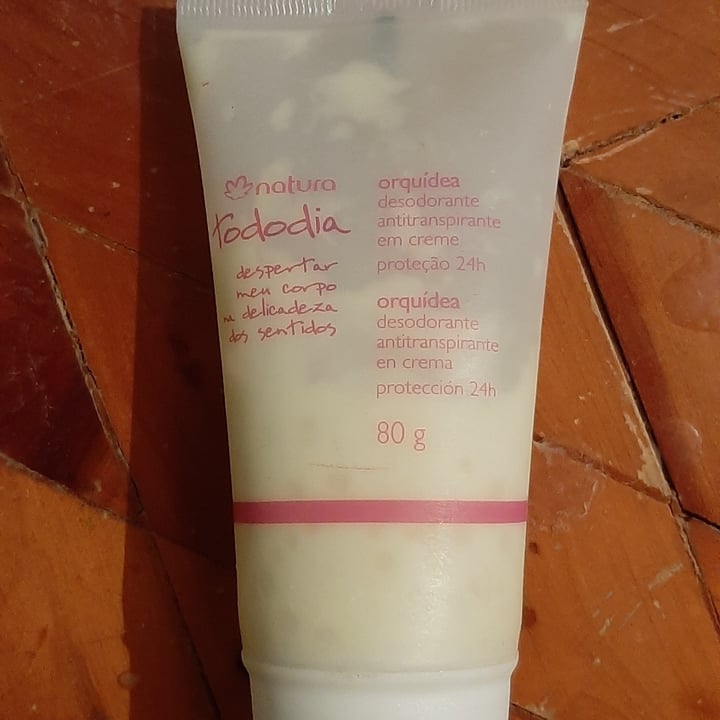 natura
tododia
despertar
meu corpo
na delicadeza
dos sentidos
orquídea
desodorante
antitranspirante
em creme
proteção 24h
orquídea
desodorante
antitranspirante
en crema
protección 24h
80 g